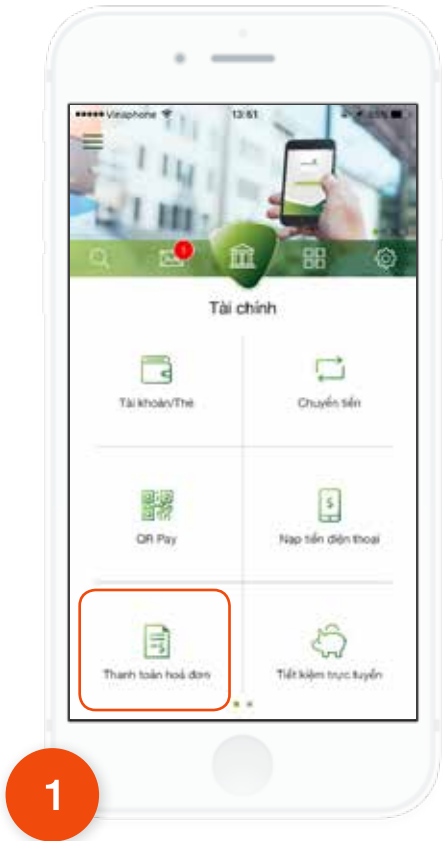 Vinaphone 13:51
1
Tài chính
Tài khoản/Thẻ Chuyển tiền
QR Pay Nạp tiền điện thoại
Thanh toán hoá đơn Tiết kiệm trực tuyến
1